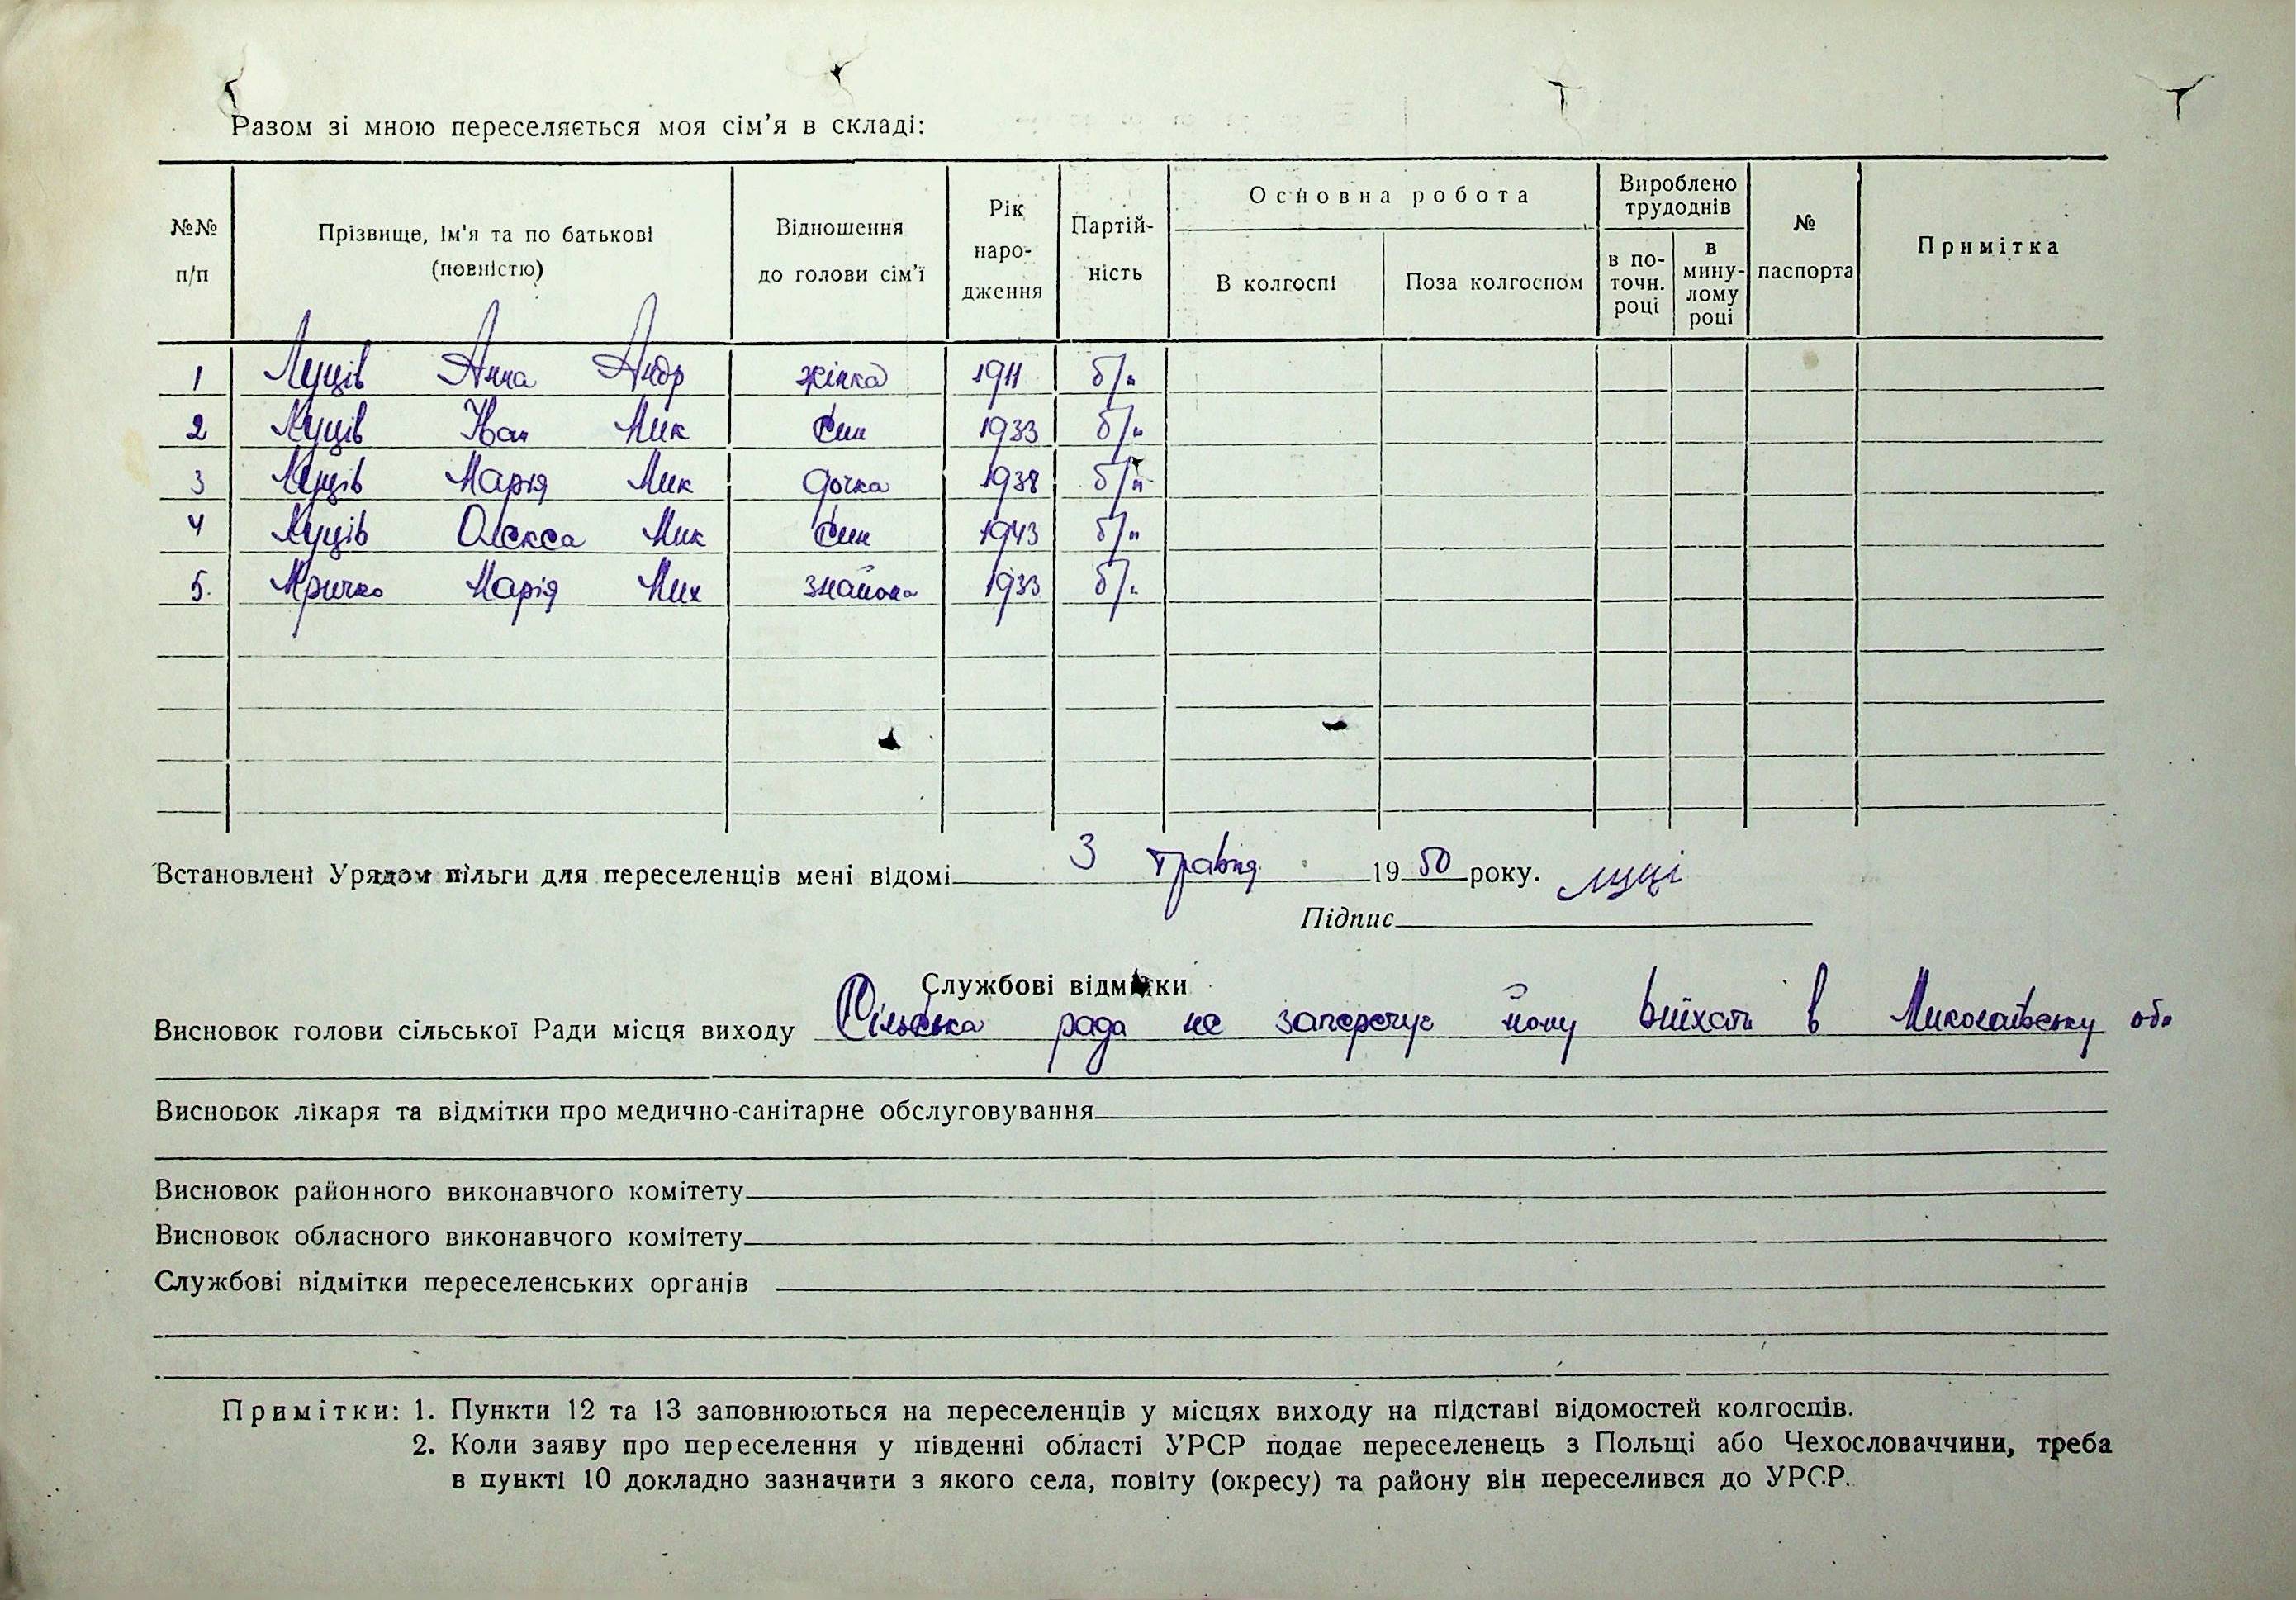 Разом зі мною переселяється моя сім'я в складі:
№№ п/п
Прізвище, ім'я та по батькові (повністю)
Відношення до голови сім'ї
Рік народження
Партійність
Основна робота
В колгоспі
Поза колгоспом
Вироблено трудоднів
в поточн. році
в минулому році
№ паспорта
Примітка
1 Луців Анна Андр жінка 1911 б/п
2 Луців Іван Мик Син 1933 б/п
3 Луців Марія Мик дочка 1938 б/п
4 Луців Олекса Мик Син 1943 б/п
5. Кричко Марія Мих 1933 б/п
Встановлені Урядом пільги для переселенців мені відомі 3 травня 1950 року. Луці
Підпис
Службові відмітки
Висновок голови сільської Ради місця виходу Сільська рада не заперечує йому виїхать в Миколаївську об.
Висновок лікаря та відмітки про медично-санітарне обслуговування
Висновок районного виконавчого комітету
Висновок обласного виконавчого комітету
Службові відмітки переселенських органів
Примітки: 1. Пункти 12 та 13 заповнюються на переселенців у місцях виходу на підставі відомостей колгоспів.
2. Коли заяву про переселення у південні області УРСР подає переселенець з Польщі або Чехословаччини, треба
в пункті 10 докладно зазначити з якого села, повіту (окресу) та району він переселився до УРСР.